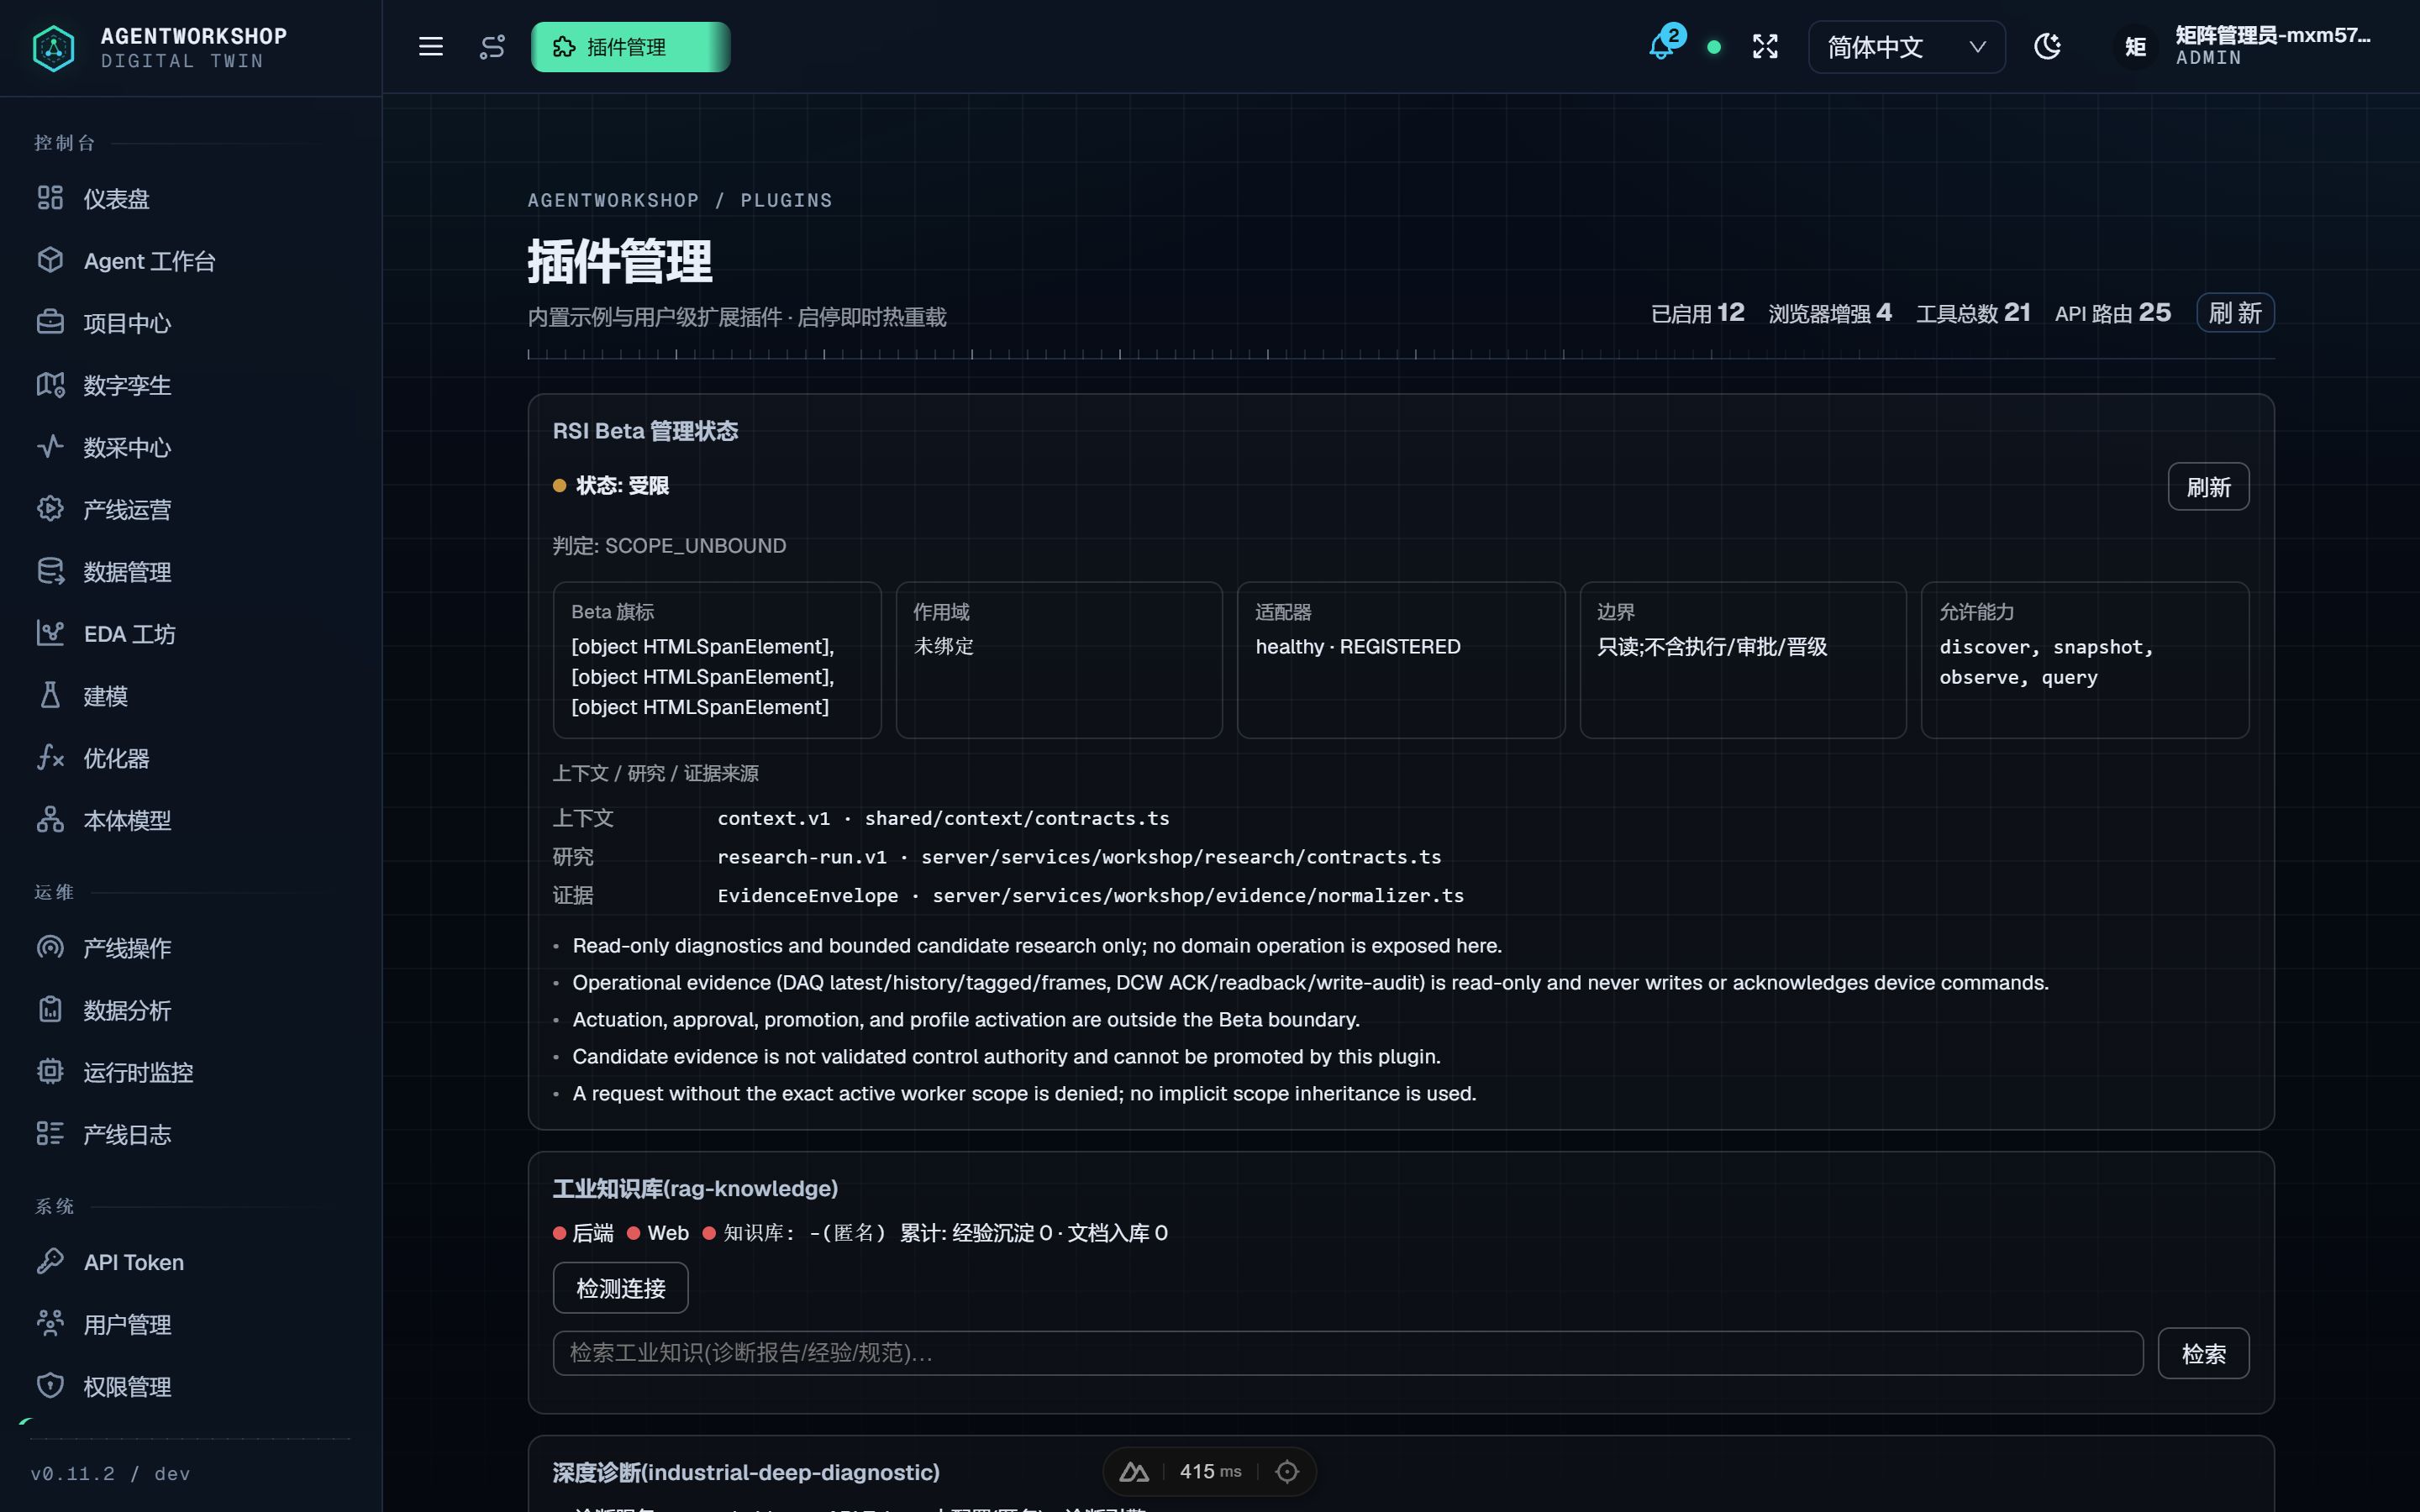 AGENTWORKSHOP
DIGITAL TWIN
插件管理
2
简体中文
矩
矩阵管理员-mxm57...
ADMIN
控制台
仪表盘
Agent 工作台
项目中心
数字孪生
数采中心
产线运营
数据管理
EDA 工坊
建模
优化器
本体模型
运维
产线操作
数据分析
运行时监控
产线日志
系统
API Token
用户管理
权限管理
v0.11.2 / dev
AGENTWORKSHOP / PLUGINS
插件管理
内置示例与用户级扩展插件 · 启停即时热重载
已启用 12 浏览器增强 4 工具总数 21 API 路由 25 刷 新
RSI Beta 管理状态
状态: 受限
刷新
判定: SCOPE_UNBOUND
Beta 旗标
[object HTMLSpanElement],
[object HTMLSpanElement],
[object HTMLSpanElement]
作用域
未绑定
适配器
healthy · REGISTERED
边界
只读;不含执行/审批/晋级
允许能力
discover, snapshot,
observe, query
上下文 / 研究 / 证据来源
上下文 context.v1 · shared/context/contracts.ts
研究 research-run.v1 · server/services/workshop/research/contracts.ts
证据 EvidenceEnvelope · server/services/workshop/evidence/normalizer.ts
• Read-only diagnostics and bounded candidate research only; no domain operation is exposed here.
• Operational evidence (DAQ latest/history/tagged/frames, DCW ACK/readback/write-audit) is read-only and never writes or acknowledges device commands.
• Actuation, approval, promotion, and profile activation are outside the Beta boundary.
• Candidate evidence is not validated control authority and cannot be promoted by this plugin.
• A request without the exact active worker scope is denied; no implicit scope inheritance is used.
工业知识库(rag-knowledge)
后端 Web 知识库: -(匿名) 累计: 经验沉淀 0 · 文档入库 0
检测连接
检索工业知识(诊断报告/经验/规范)…
检索
深度诊断(industrial-deep-diagnostic)
415 ms